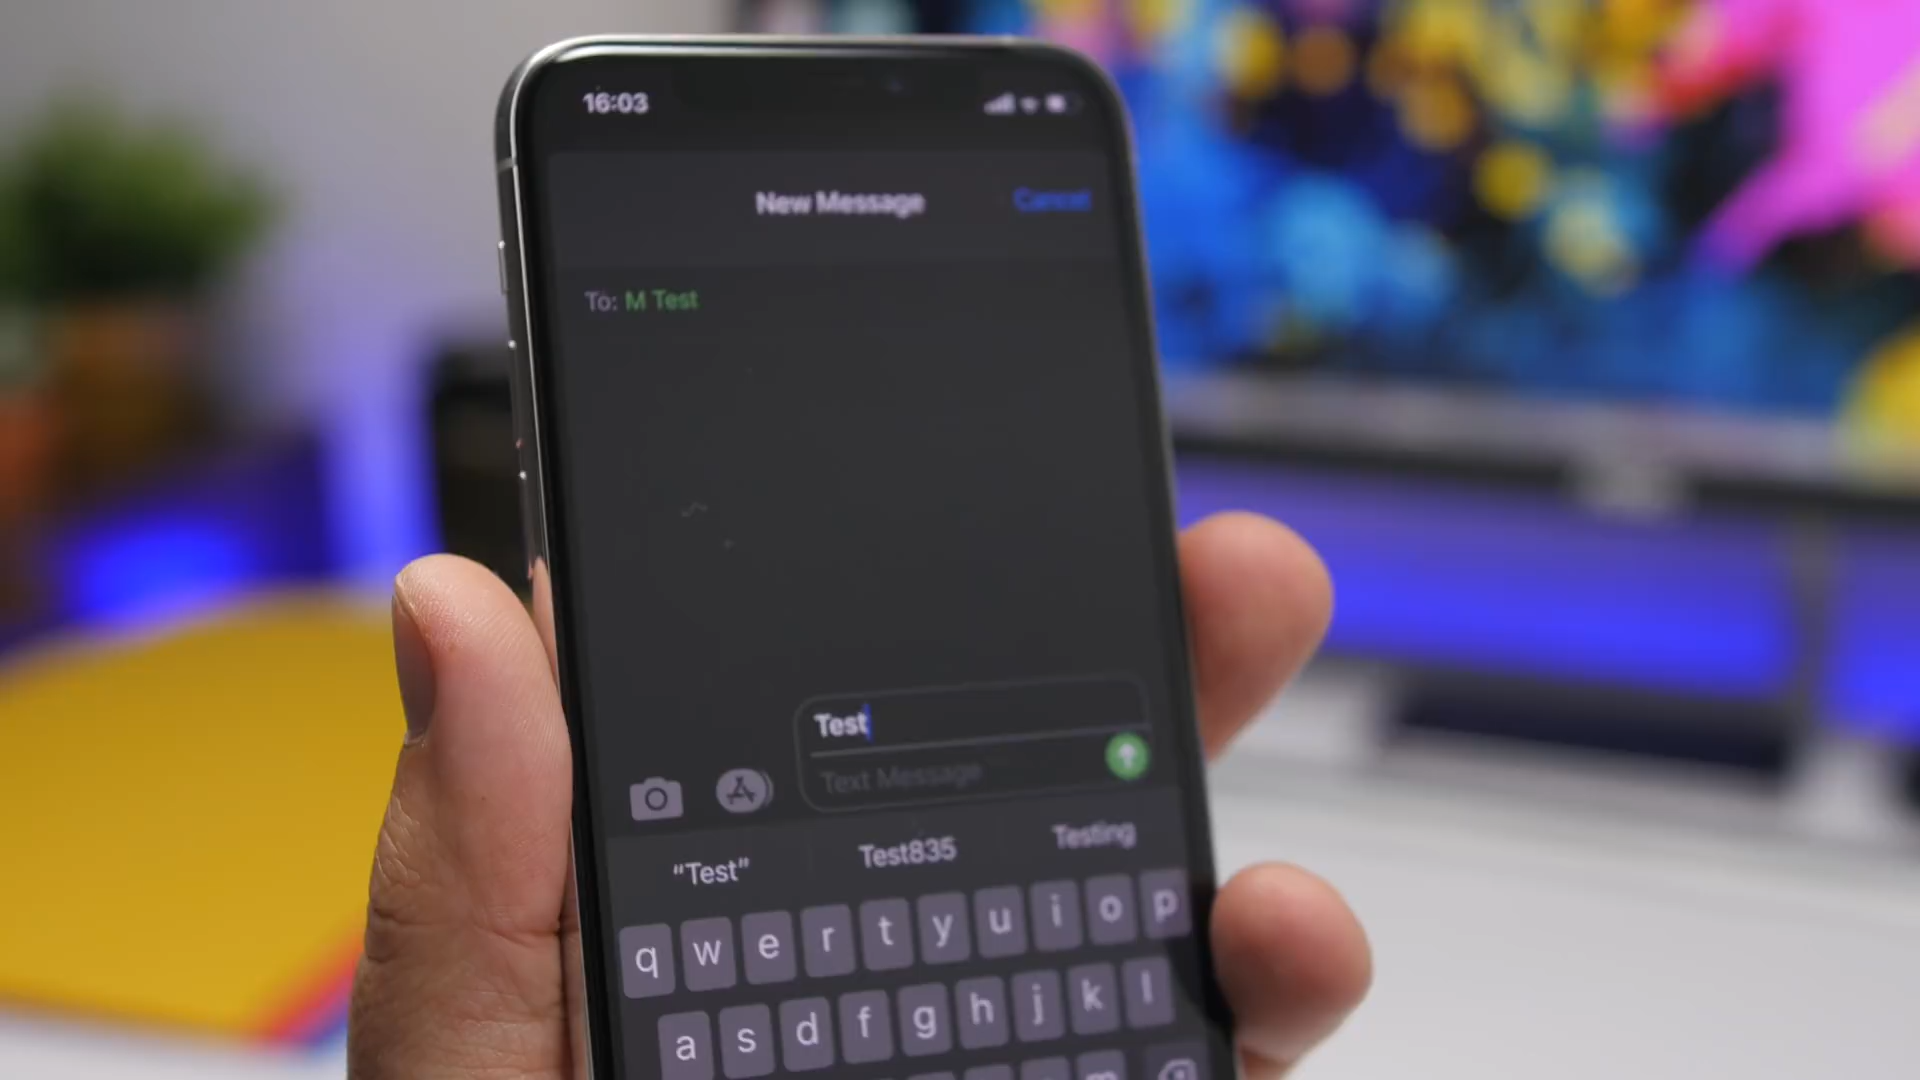 16:03
New Message
Cancel
To: M Test
Test
Text Message
“Test” Test835 Testing
q w e r t y u i o p
a s d f g h j k l
m